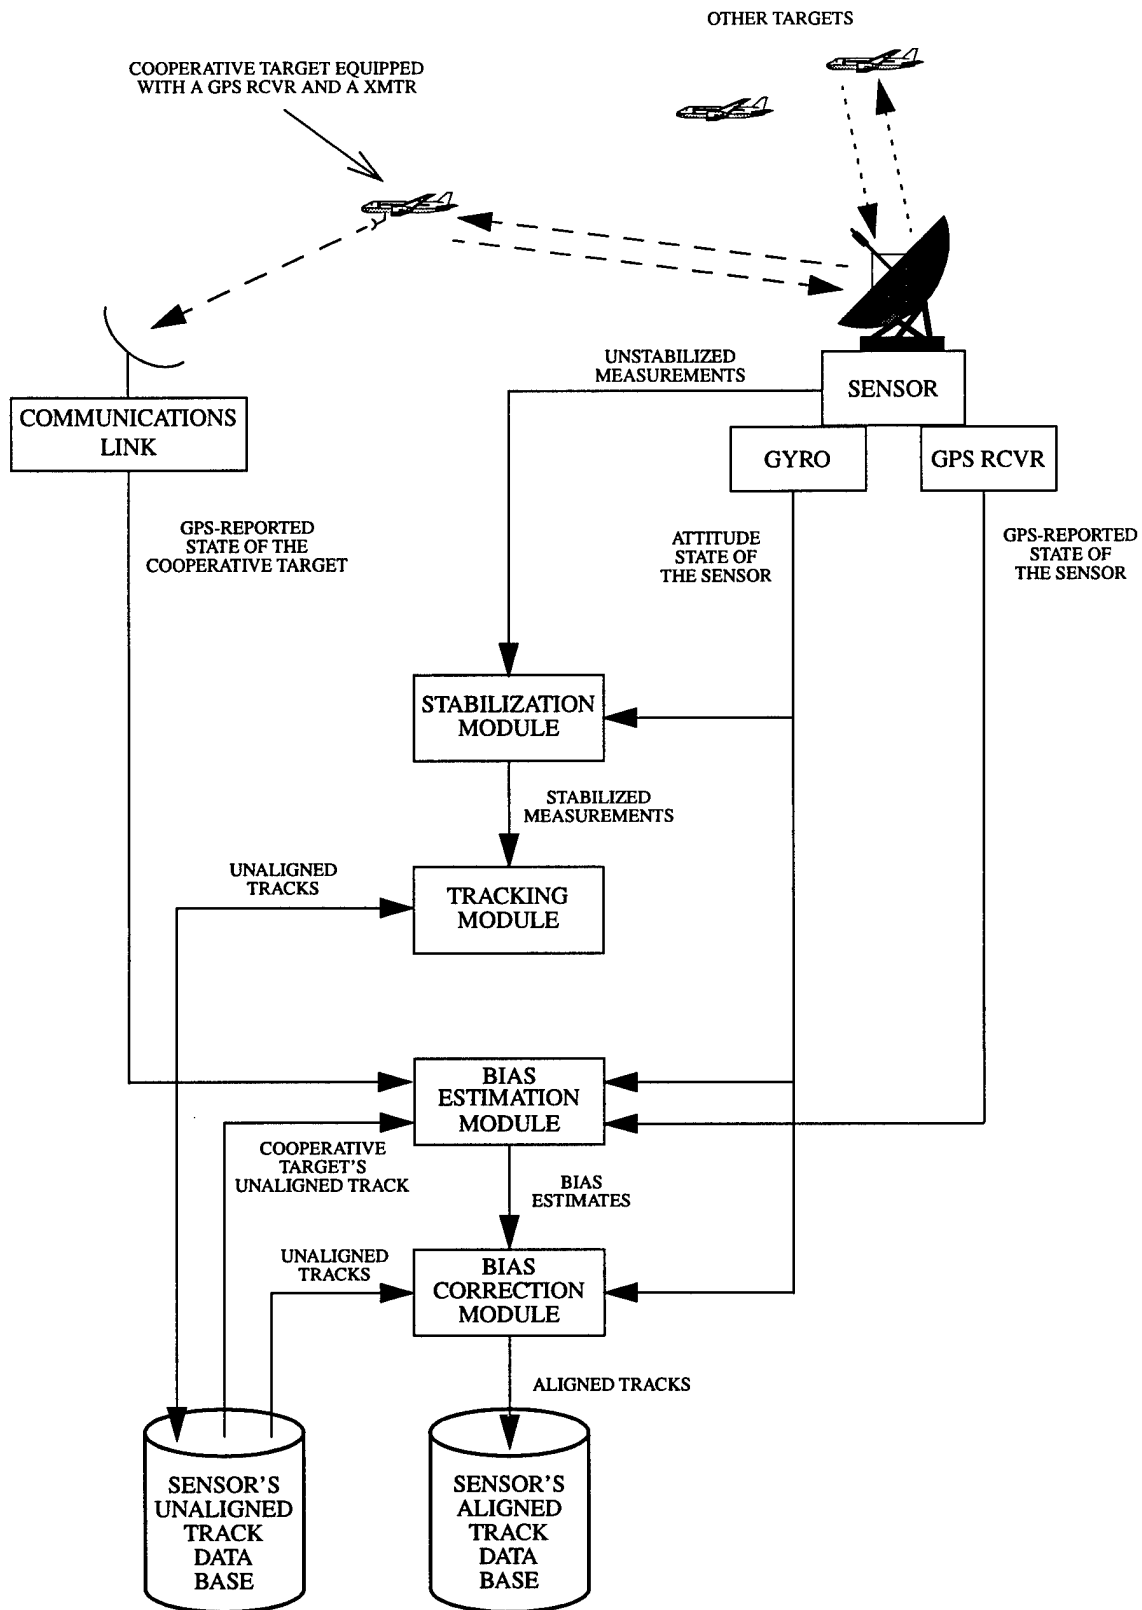 OTHER TARGETS
COOPERATIVE TARGET EQUIPPED
WITH A GPS RCVR AND A XMTR
UNSTABILIZED
MEASUREMENTS
SENSOR
COMMUNICATIONS
LINK
GYRO
GPS RCVR
GPS-REPORTED
STATE OF THE
COOPERATIVE TARGET
ATTITUDE
STATE OF
THE SENSOR
GPS-REPORTED
STATE OF
THE SENSOR
STABILIZATION
MODULE
STABILIZED
MEASUREMENTS
UNALIGNED
TRACKS
TRACKING
MODULE
BIAS
ESTIMATION
MODULE
COOPERATIVE
TARGET'S
UNALIGNED TRACK
BIAS
ESTIMATES
UNALIGNED
TRACKS
BIAS
CORRECTION
MODULE
ALIGNED TRACKS
SENSOR'S
UNALIGNED
TRACK
DATA
BASE
SENSOR'S
ALIGNED
TRACK
DATA
BASE